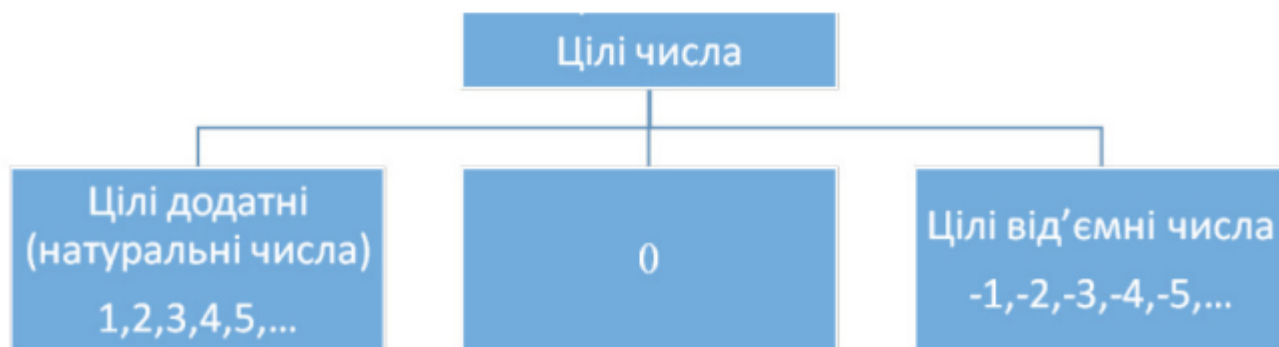 Цілі числа
Цілі додатні
(натуральні числа)
1,2,3,4,5,...
0
Цілі від’ємні числа
-1,-2,-3,-4,-5,...